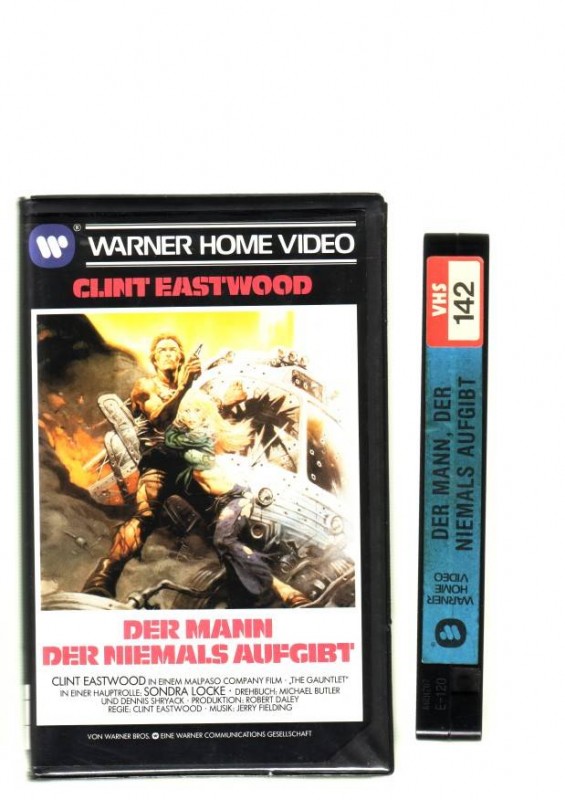 WARNER HOME VIDEO
CLINT EASTWOOD
DER MANN
DER NIEMALS AUFGIBT
CLINT EASTWOOD IN EINEM MALPASO COMPANY FILM · „THE GAUNTLET"
IN EINER HAUPTROLLE: SONDRA LOCKE · DREHBUCH: MICHAEL BUTLER
UND DENNIS SHRYACK · PRODUKTION: ROBERT DALEY
REGIE: CLINT EASTWOOD · MUSIK: JERRY FIELDING
VON WARNER BROS. EINE WARNER COMMUNICATIONS GESELLSCHAFT
VHS
142
DER MANN, DER
NIEMALS AUFGIBT
WARNER
HOME
VIDEO
E-120